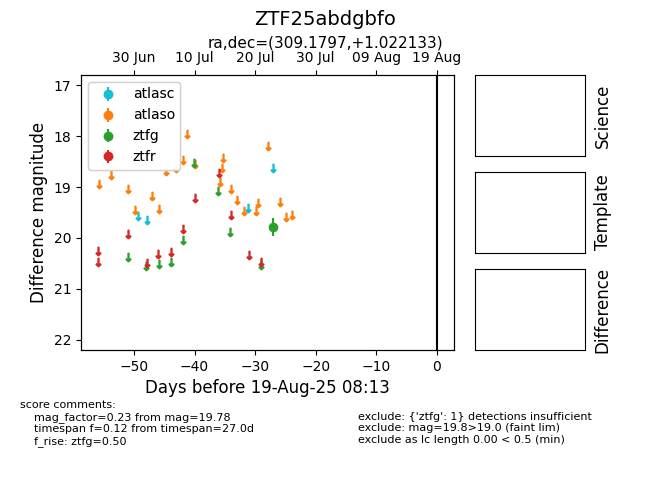 ZTF25abdgbfo
ra,dec=(309.1797,+1.022133)
30 Jun 10 Jul 20 Jul 30 Jul 09 Aug 19 Aug
17
18
19
20
21
22
Difference magnitude
atlasc
atlaso
ztfg
ztfr
−50 −40 −30 −20 −10 0
Days before 19-Aug-25 08:13
Science
Template
Difference
score comments:
mag_factor=0.23 from mag=19.78
timespan f=0.12 from timespan=27.0d
f_rise: ztfg=0.50
exclude: {'ztfg': 1} detections insufficient
exclude: mag=19.8>19.0 (faint lim)
exclude as lc length 0.00 < 0.5 (min)